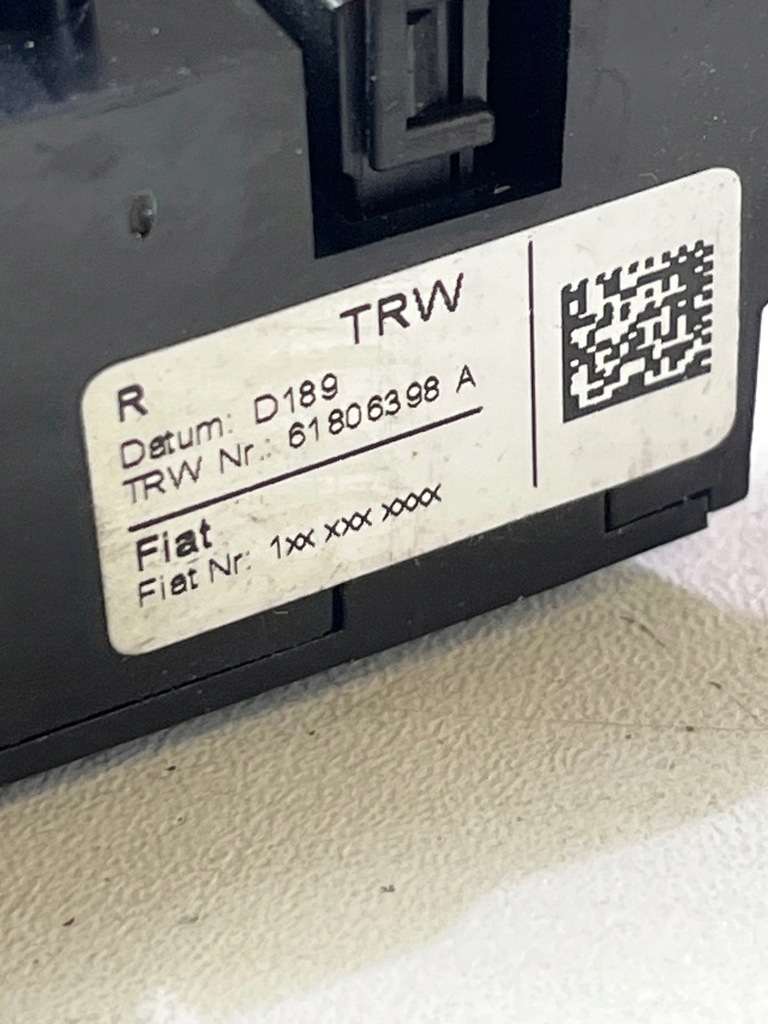 TRW
R
Datum: D189
TRW Nr.: 61806398 A
Fiat
Fiat Nr: 1xx xxx xxxx